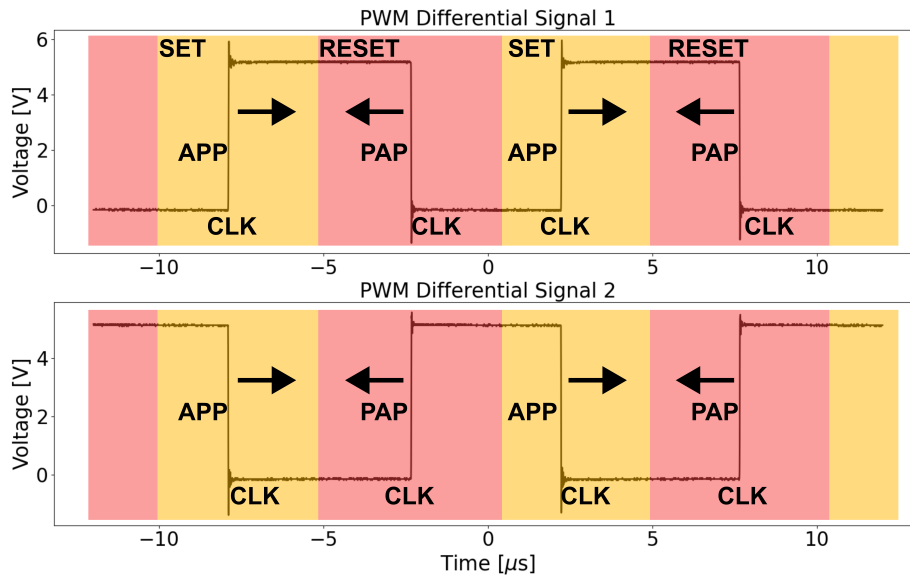 PWM Differential Signal 1
SET RESET SET RESET
APP PAP APP PAP
CLK CLK CLK CLK
Voltage [V]
6
4
2
0
−10 −5 0 5 10
PWM Differential Signal 2
APP PAP APP PAP
CLK CLK CLK CLK
Voltage [V]
4
2
0
−10 −5 0 5 10
Time [μs]